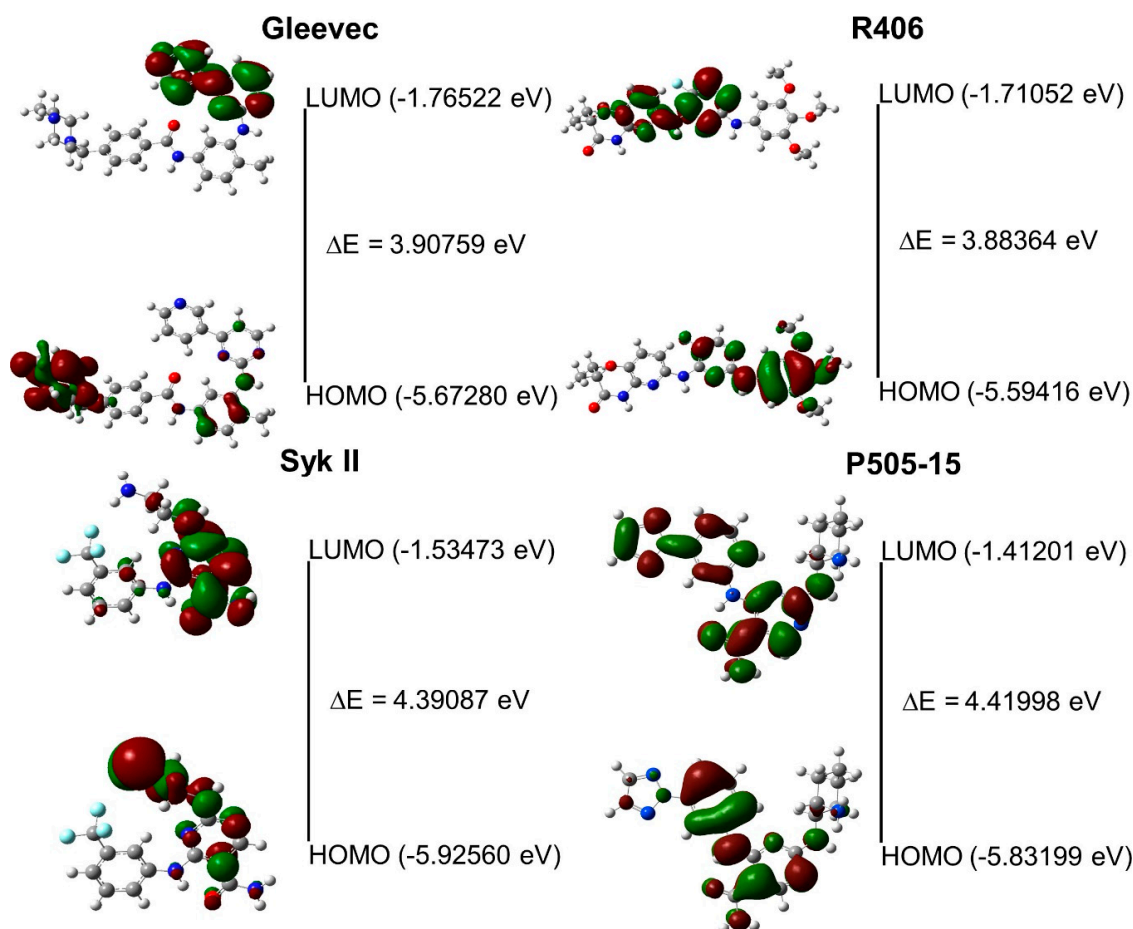 Gleevec
LUMO (-1.76522 eV)
ΔE = 3.90759 eV
HOMO (-5.67280 eV)
R406
LUMO (-1.71052 eV)
ΔE = 3.88364 eV
HOMO (-5.59416 eV)
Syk II
LUMO (-1.53473 eV)
ΔE = 4.39087 eV
HOMO (-5.92560 eV)
P505-15
LUMO (-1.41201 eV)
ΔE = 4.41998 eV
HOMO (-5.83199 eV)